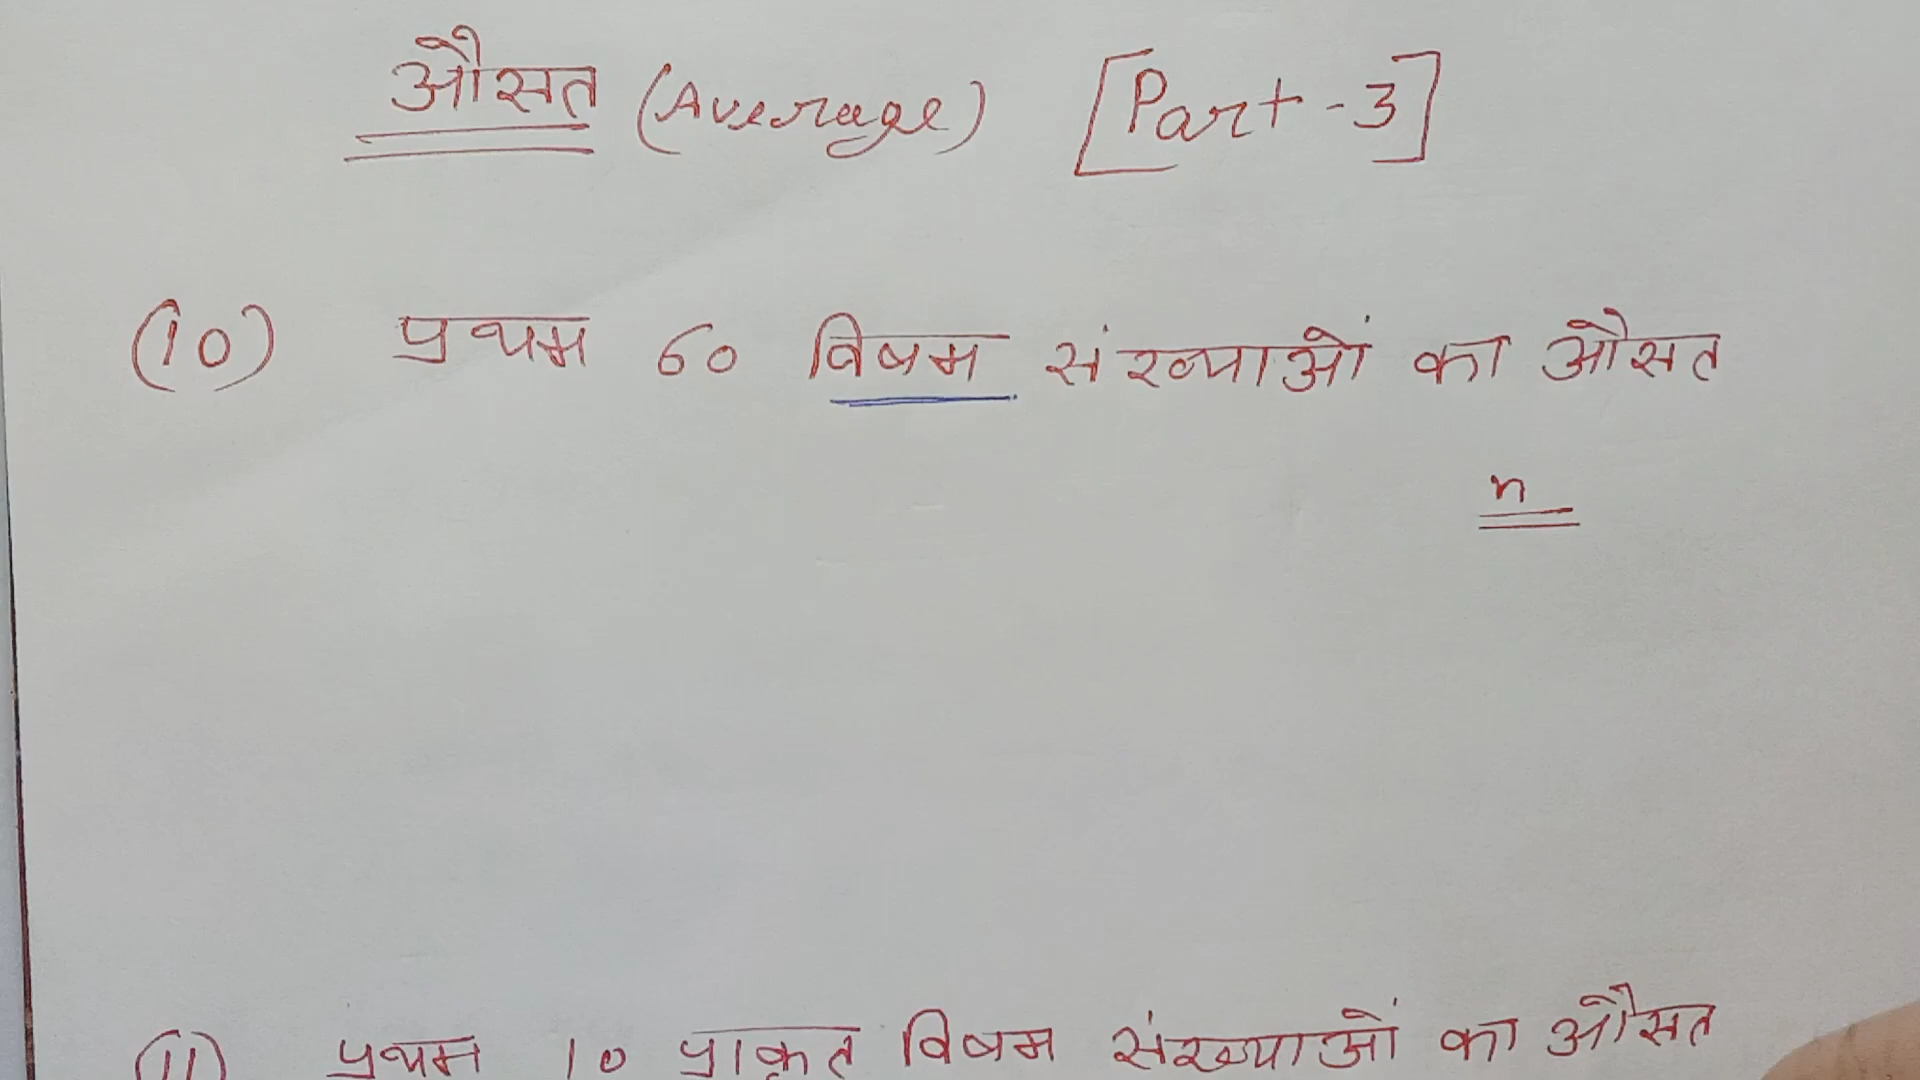 औसत (Average) [Part-3]
(10) प्रथम 60 विषम संख्याओं का औसत
n
(11) प्रथम 10 प्राकृत विषम संख्याओं का औसत